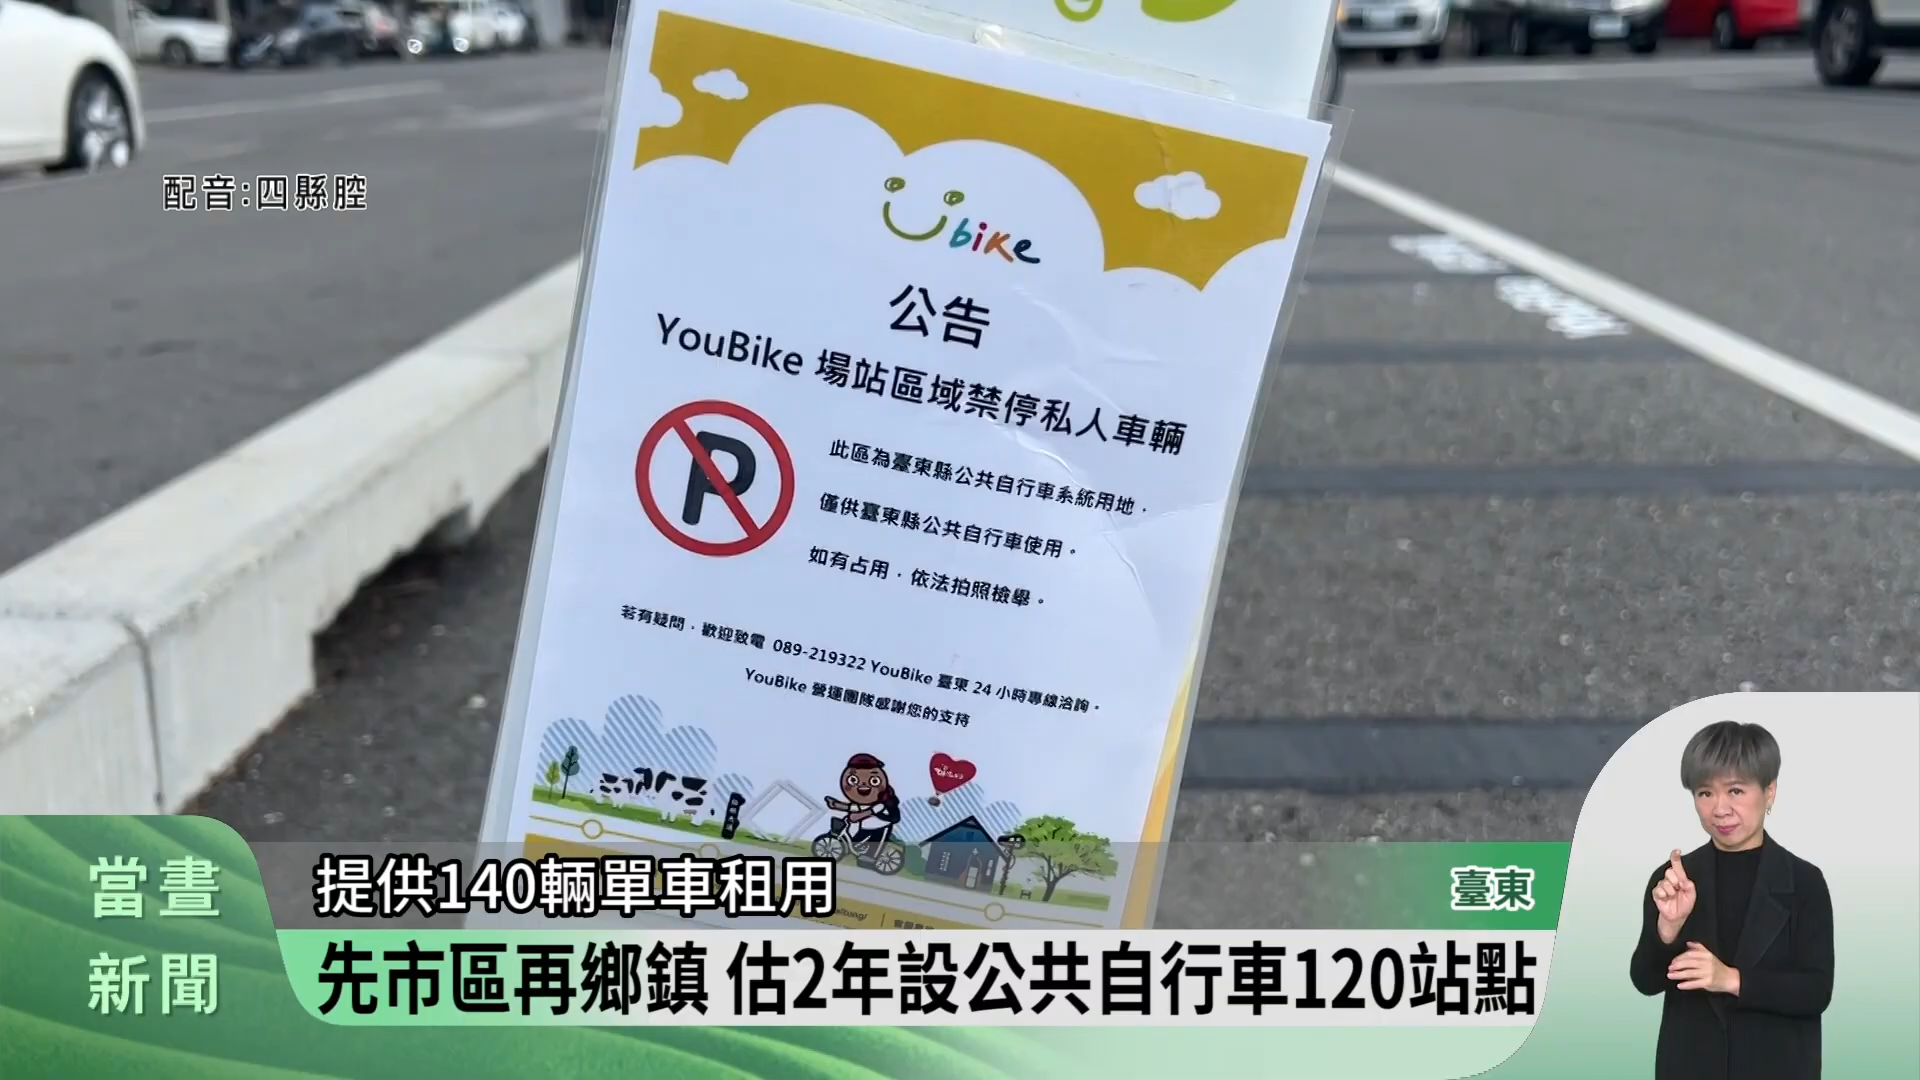 配音:四縣腔
Ubike
公告
YouBike 場站區域禁停私人車輛
P
此區為臺東縣公共自行車系統用地，
僅供臺東縣公共自行車使用。
如有占用，依法拍照檢舉。
若有疑問，歡迎致電 089-219322 YouBike 臺東 24 小時專線洽詢。
YouBike 營運團隊感謝您的支持
當晝
新聞
提供140輛單車租用
臺東
先市區再鄉鎮 估2年設公共自行車120站點